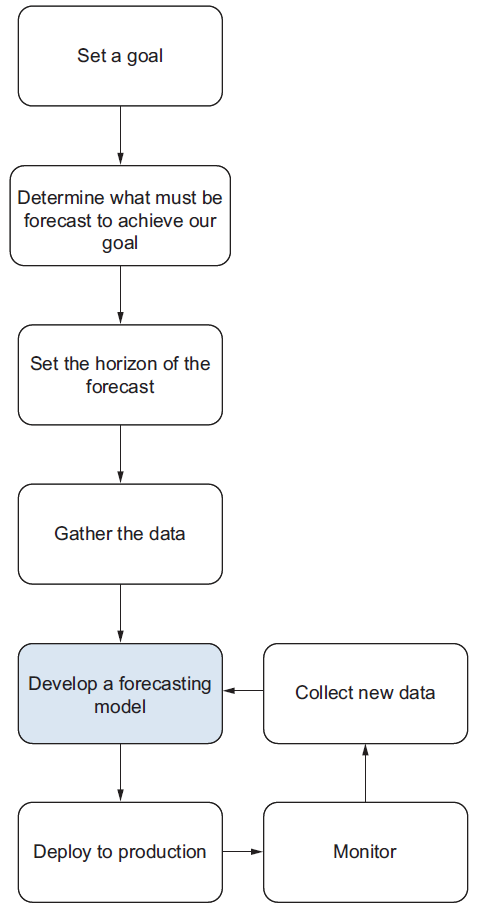 Set a goal
Determine what must be
forecast to achieve our
goal
Set the horizon of the
forecast
Gather the data
Develop a forecasting
model
Collect new data
Deploy to production
Monitor